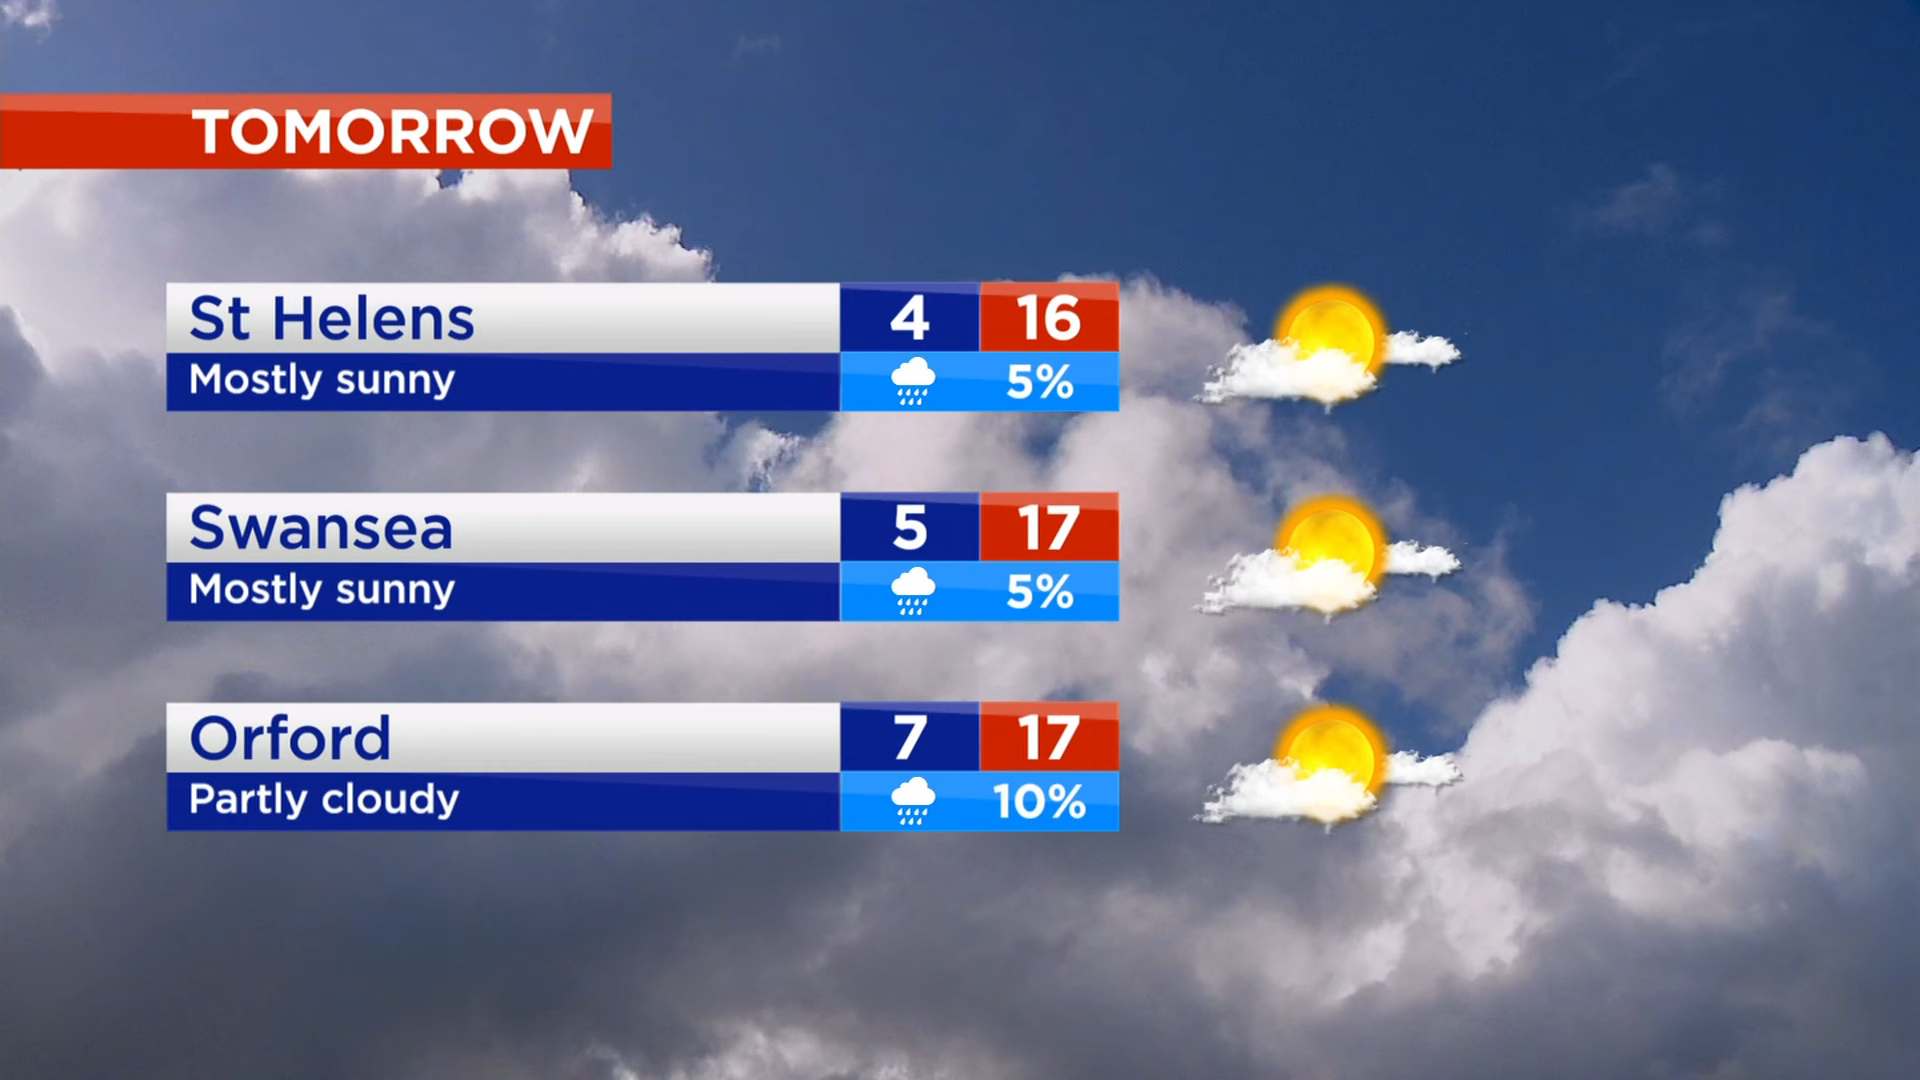 TOMORROW
St Helens 4 16
Mostly sunny 5%
Swansea 5 17
Mostly sunny 5%
Orford 7 17
Partly cloudy 10%